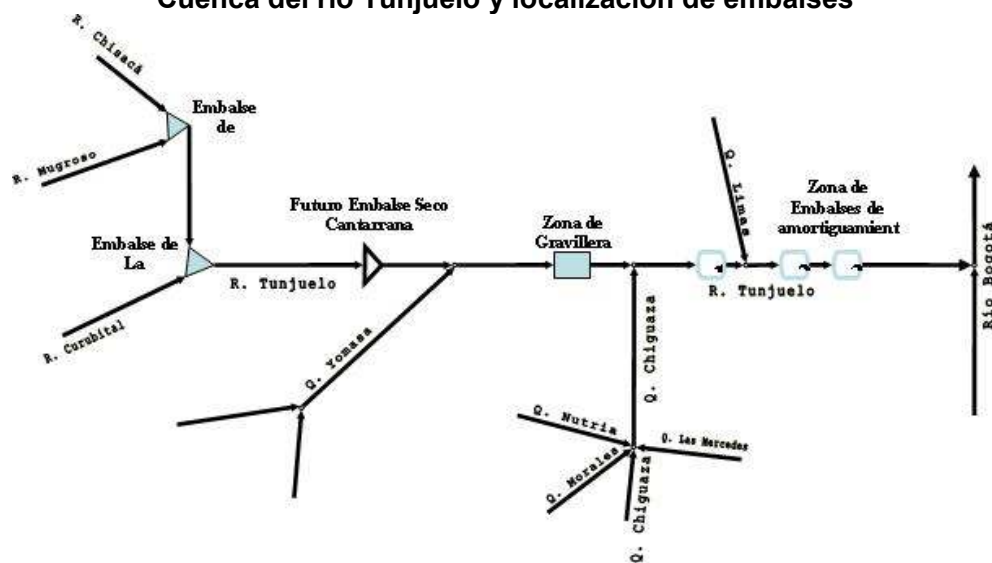 Cuenca del río Tunjuelo y localización de embalses
R. Chisacá
Embalse
de
R. Mugroso
Futuro Embalse Seco
Cantarrana
Embalse de
La
R. Tunjuelo
R. Curubital
Q. Yomasa
Zona de
Gravillera
Q. Limas
Zona de
Embalses de
amortiguamient
R. Tunjuelo
Río Bogotá
Q. Chiguaza
Q. Nutria
Q. Las Mercedes
Q. Morales
Q. Chiguaza